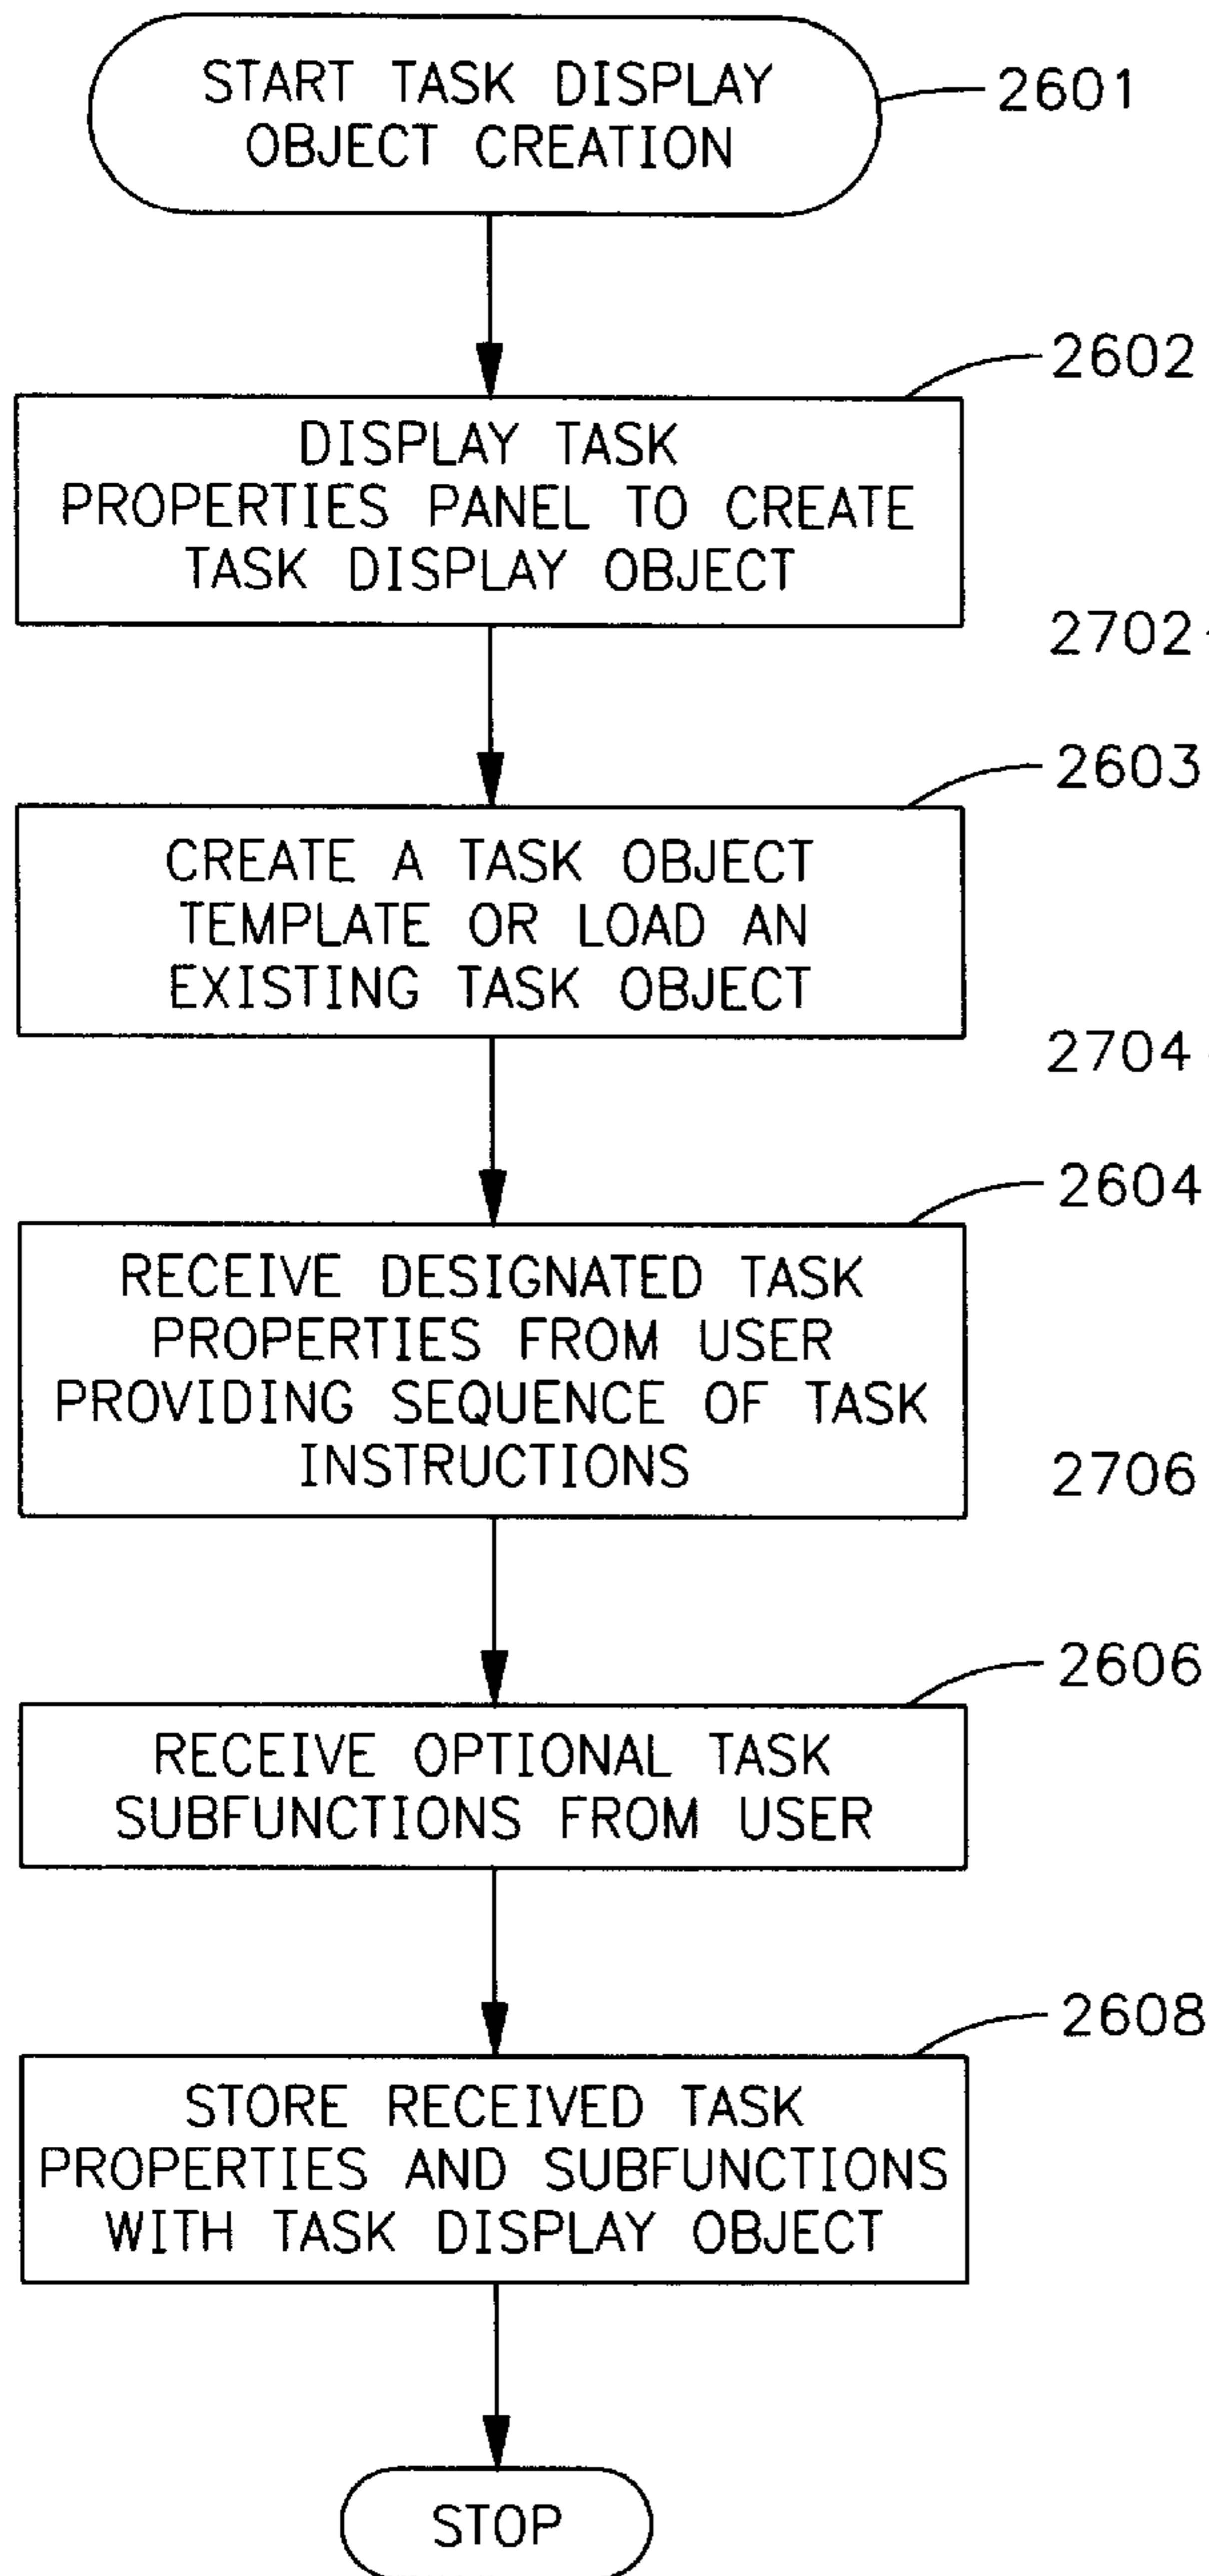 START TASK DISPLAY
OBJECT CREATION
2601
2602
DISPLAY TASK
PROPERTIES PANEL TO CREATE
TASK DISPLAY OBJECT
2702
2603
CREATE A TASK OBJECT
TEMPLATE OR LOAD AN
EXISTING TASK OBJECT
2704
2604
RECEIVE DESIGNATED TASK
PROPERTIES FROM USER
PROVIDING SEQUENCE OF TASK
INSTRUCTIONS
2706
2606
RECEIVE OPTIONAL TASK
SUBFUNCTIONS FROM USER
2608
STORE RECEIVED TASK
PROPERTIES AND SUBFUNCTIONS
WITH TASK DISPLAY OBJECT
STOP